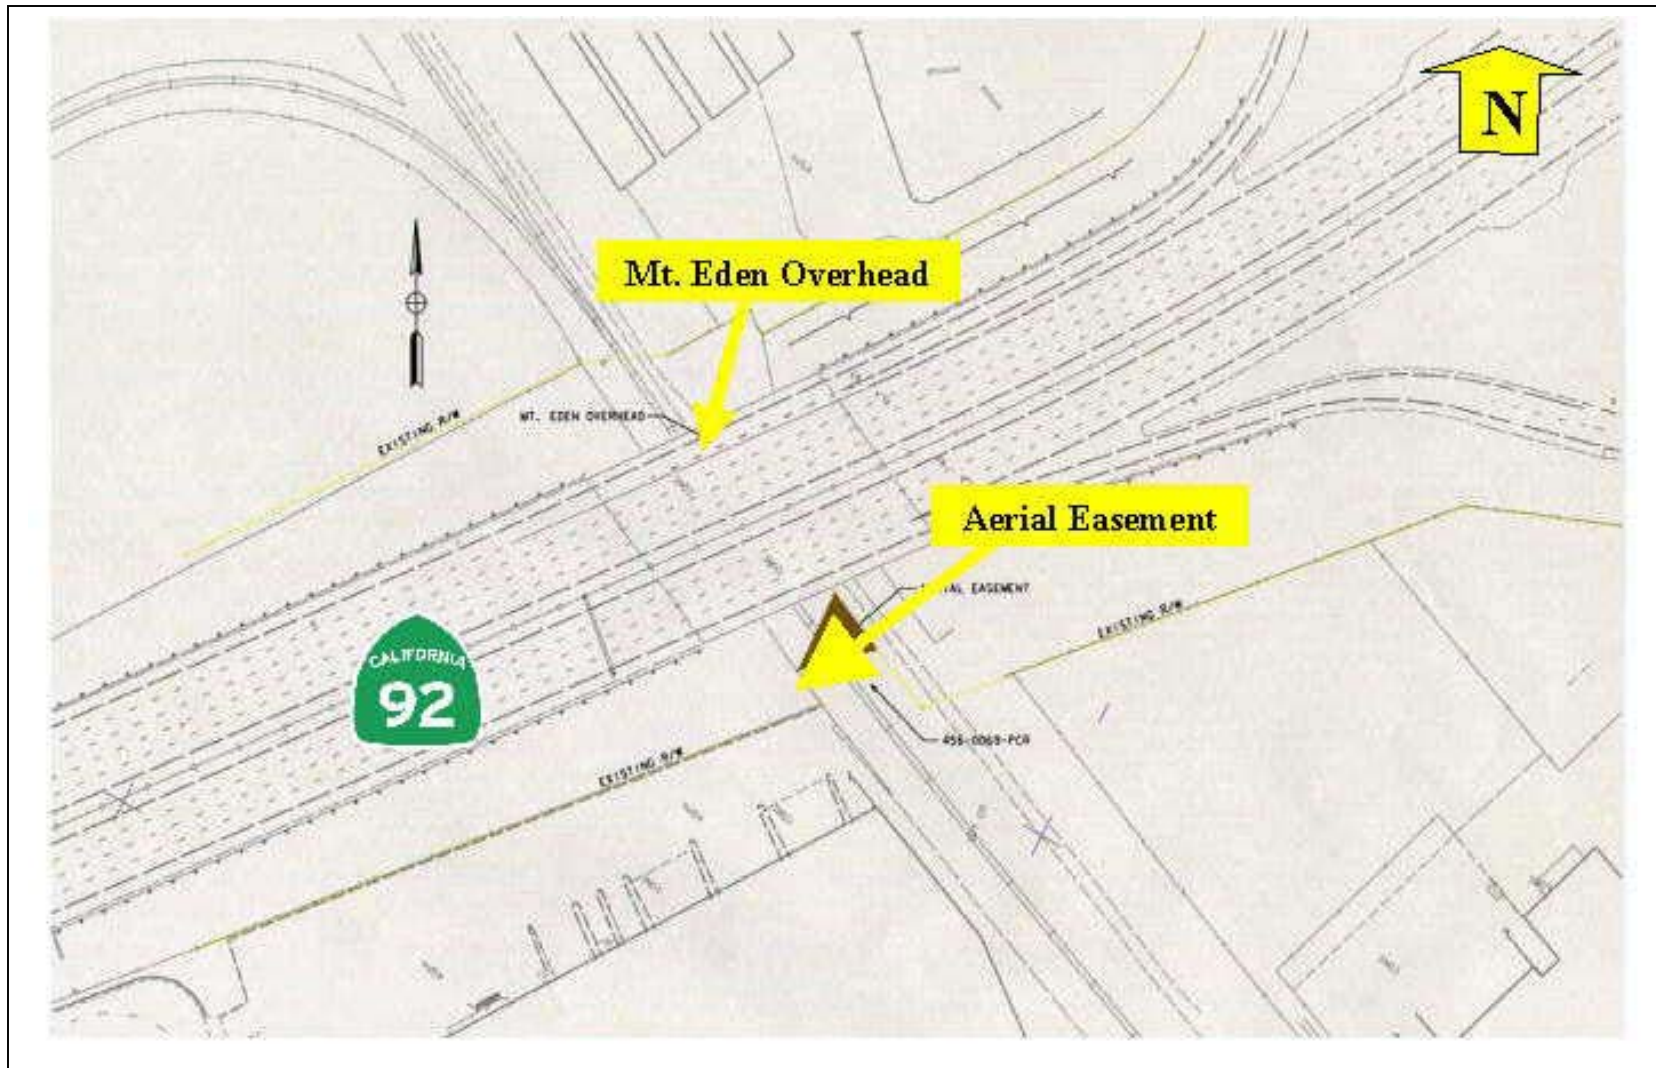 N
Mt. Eden Overhead
MT. EDEN OVERHEAD
EXISTING R/W
Aerial Easement
EASEMENT
EXISTING R/W
CALIFORNIA
92
EXISTING R/W